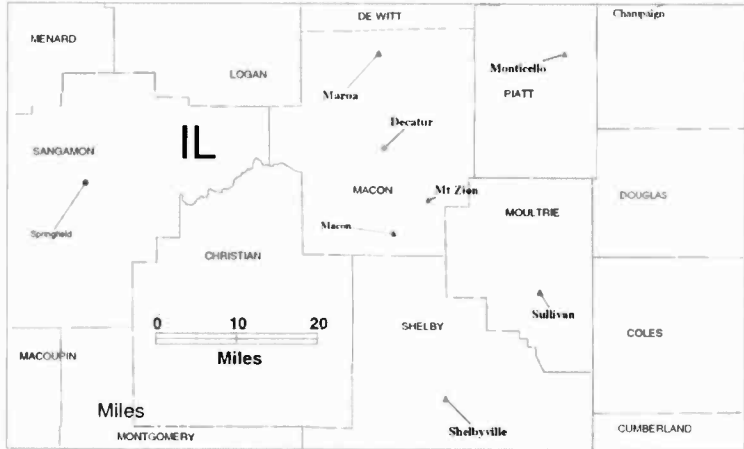 DE WITT
Champaign
MENARD
LOGAN
Monticello
PIATT
Maroa
Decatur
IL
SANGAMON
MACON
Mt Zion
DOUGLAS
MOULTRIE
Macon
Springfield
CHRISTIAN
Sullivan
0 10 20
SHELBY
COLES
Miles
MACOUPIN
Miles
Shelbyville
CUMBERLAND
MONTGOMERY